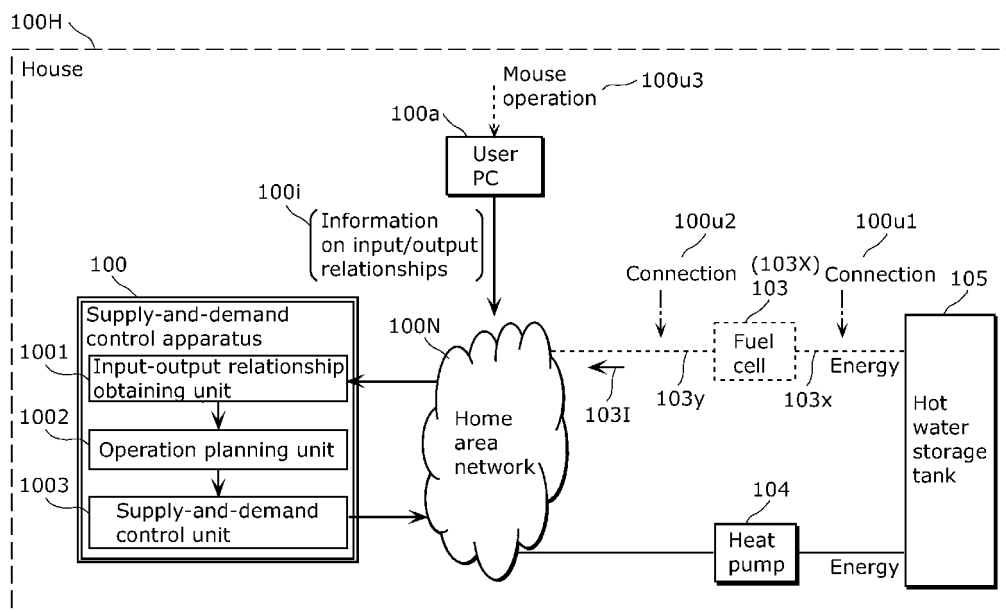 100H
House
Mouse
operation
100u3
100a
User
PC
100i
Information
on input/output
relationships
100u2
100u1
Connection
(103X)
Connection
103
105
100
Supply-and-demand
control apparatus
100N
1001
Input-output relationship
obtaining unit
Fuel
cell
Energy
103I
103y
103x
1002
Operation planning unit
Home
area
network
Hot
water
storage
tank
1003
Supply-and-demand
control unit
104
Heat
pump
Energy